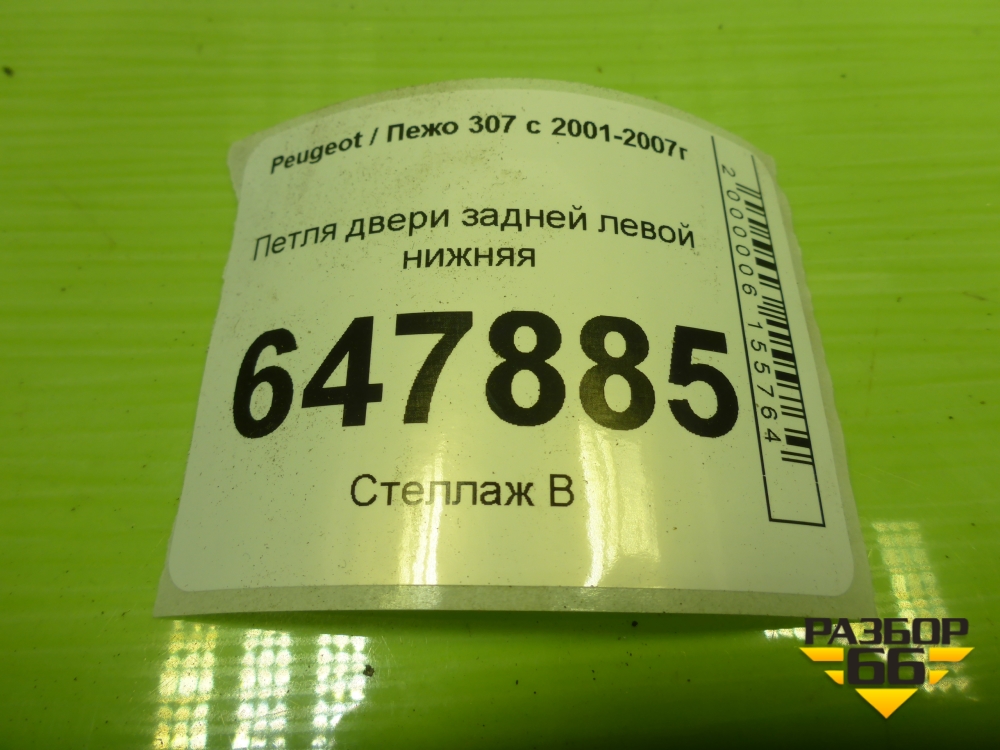 Peugeot / Пежо 307 с 2001-2007г
Петля двери задней левой
нижняя
647885
Стеллаж В
2000006155764
РАЗБОР
66